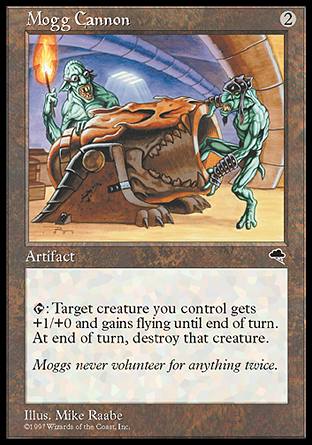 Mogg Cannon 2
Artifact
: Target creature you control gets
+1/+0 and gains flying until end of turn.
At end of turn, destroy that creature.
Moggs never volunteer for anything twice.
Illus. Mike Raabe
©1997 Wizards of the Coast, Inc.